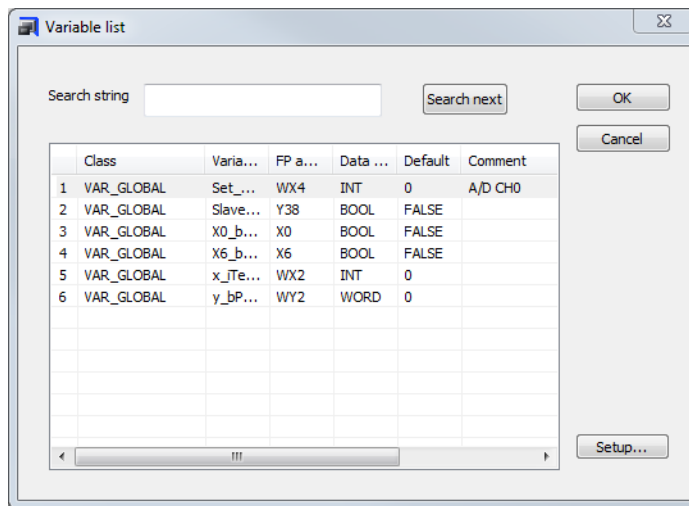 Variable list
Search string
Search next
OK
Cancel
Class Varia... FP a... Data ... Default Comment
1 VAR_GLOBAL Set_... WX4 INT 0 A/D CH0
2 VAR_GLOBAL Slave... Y38 BOOL FALSE
3 VAR_GLOBAL X0_b... X0 BOOL FALSE
4 VAR_GLOBAL X6_b... X6 BOOL FALSE
5 VAR_GLOBAL x_iTe... WX2 INT 0
6 VAR_GLOBAL y_bP... WY2 WORD 0
Setup...